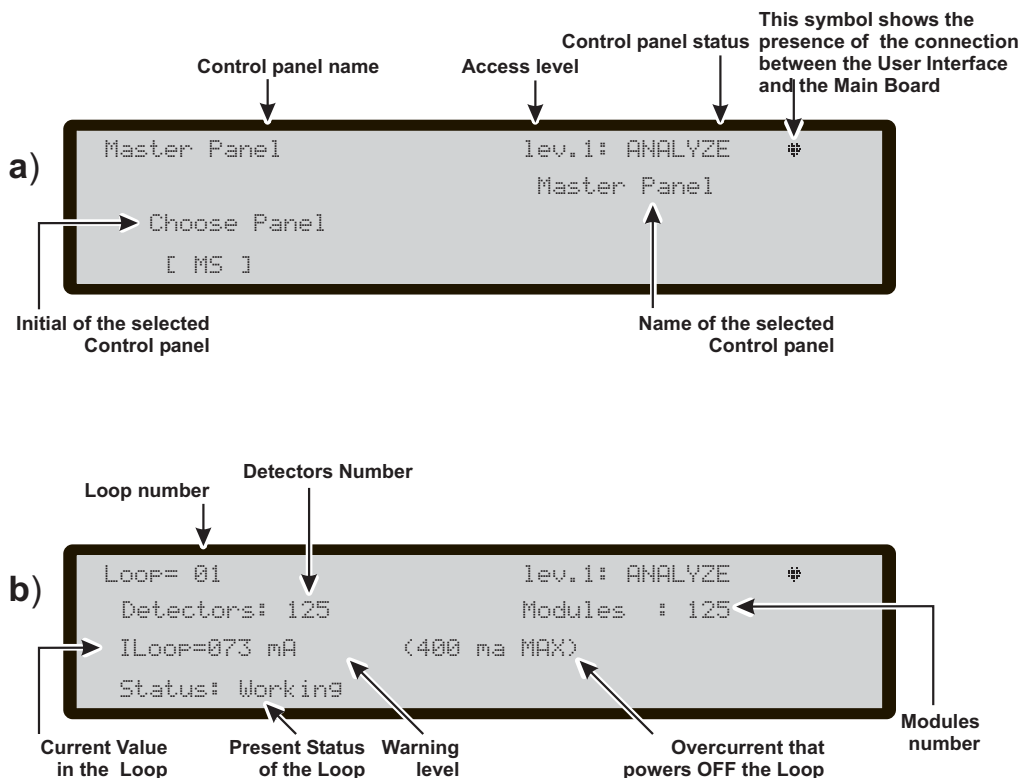 This symbol shows the
presence of the connection
between the User Interface
and the Main Board
Control panel status
Control panel name
Access level
a)
Master Panel lev.1: ANALYZE
Master Panel
Choose Panel
[ MS ]
Initial of the selected
Control panel
Name of the selected
Control panel
Detectors Number
Loop number
b)
Loop= 01 lev.1: ANALYZE
Detectors: 125 Modules : 125
ILoop=073 mA (400 ma MAX)
Status: Working
Current Value
in the Loop
Present Status
of the Loop
Warning
level
Overcurrent that
powers OFF the Loop
Modules
number